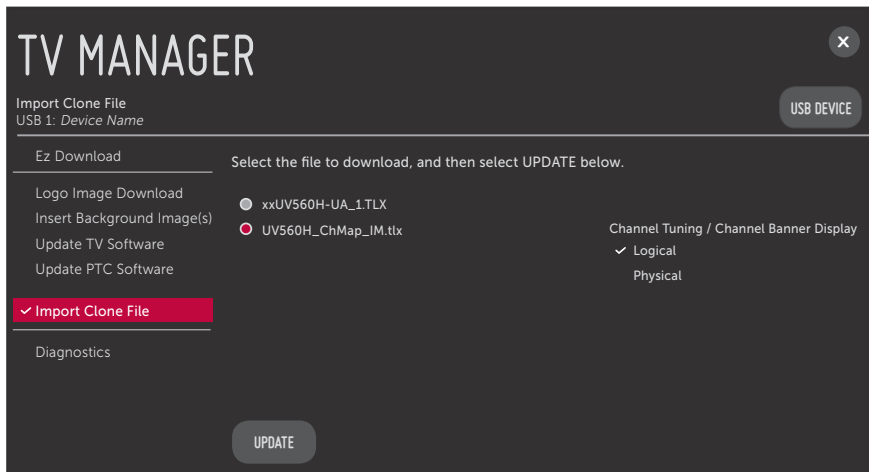 TV MANAGER
X
Import Clone File
USB 1: Device Name
USB DEVICE
Ez Download
Logo Image Download
Insert Background Image(s)
Update TV Software
Update PTC Software
Import Clone File
Diagnostics
Select the file to download, and then select UPDATE below.
xxUV560H-UA_1.TLX
UV560H_ChMap_IM.tlx
Channel Tuning / Channel Banner Display
Logical
Physical
UPDATE